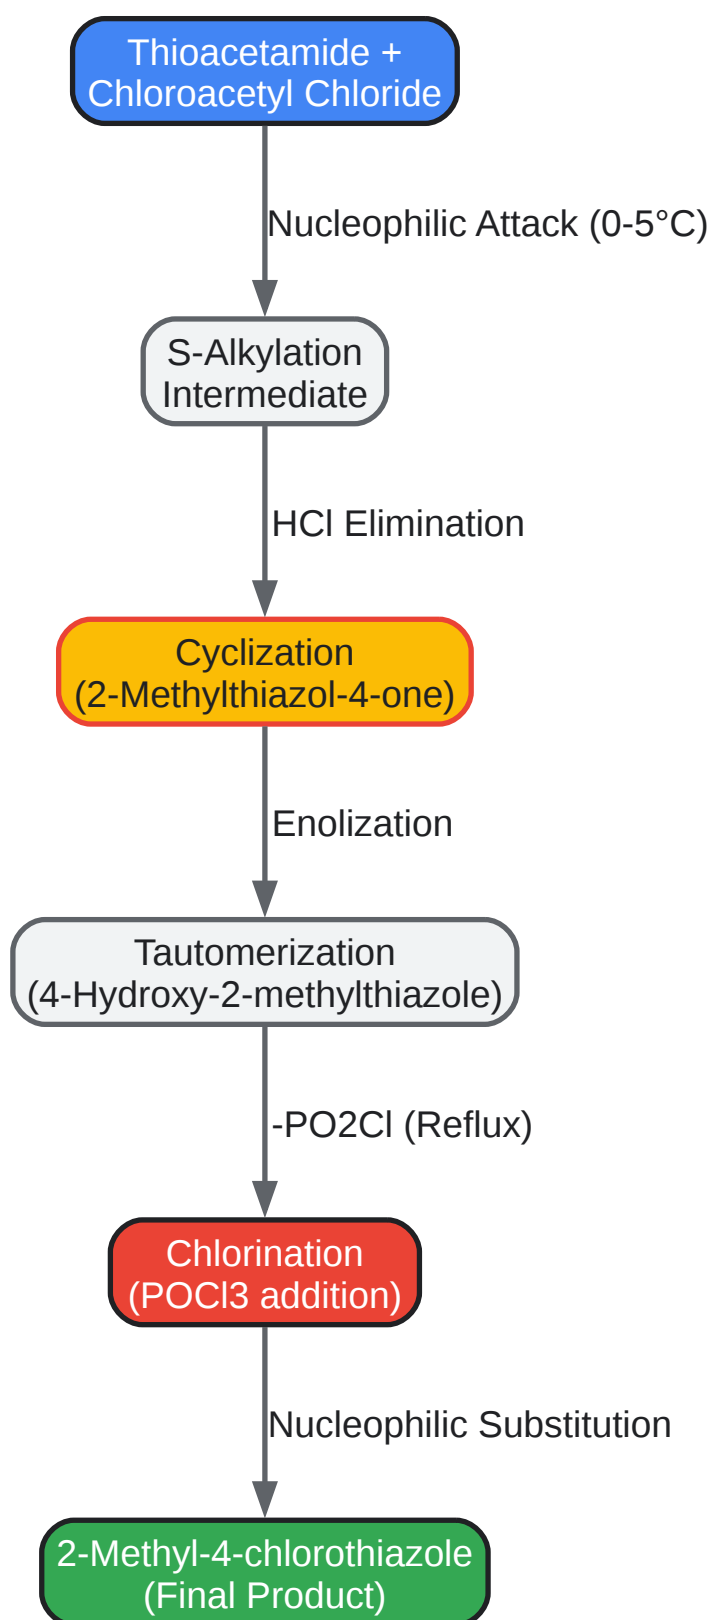 Thioacetamide +
Chloroacetyl Chloride
Nucleophilic Attack (0-5°C)
S-Alkylation
Intermediate
HCl Elimination
Cyclization
(2-Methylthiazol-4-one)
Enolization
Tautomerization
(4-Hydroxy-2-methylthiazole)
-PO2Cl (Reflux)
Chlorination
(POCl3 addition)
Nucleophilic Substitution
2-Methyl-4-chlorothiazole
(Final Product)